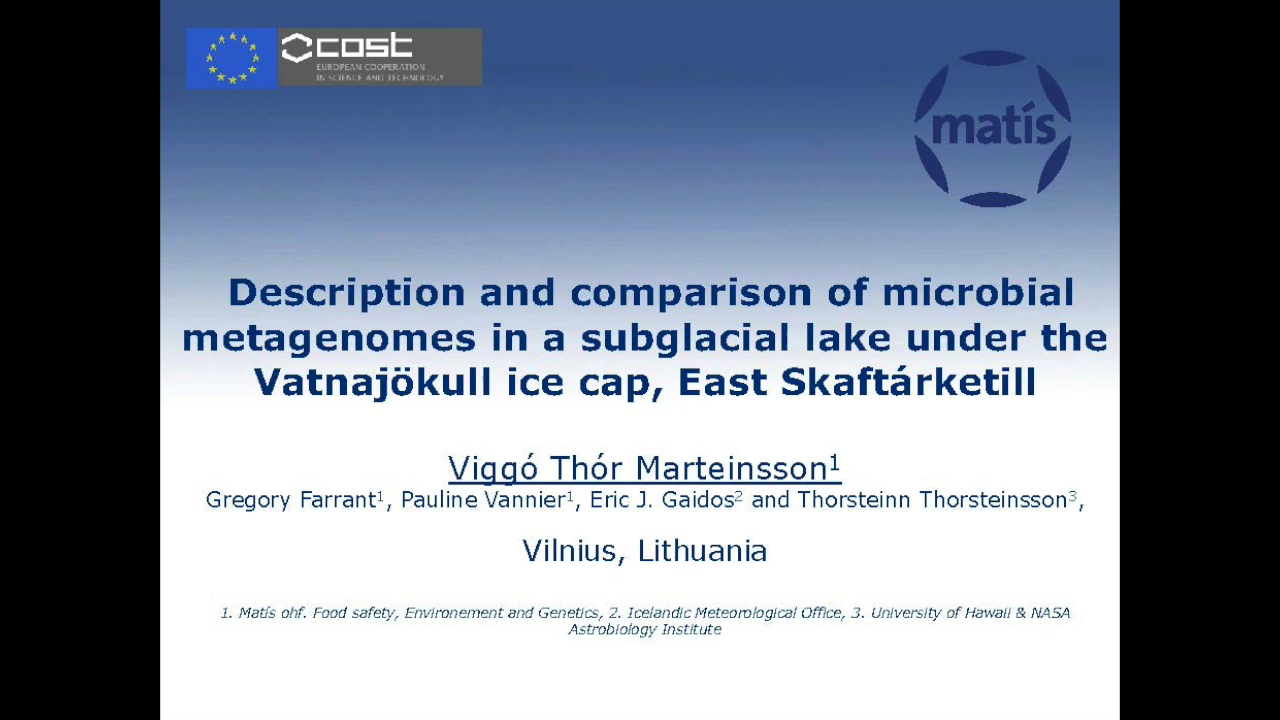 cost
EUROPEAN COOPERATION
IN SCIENCE AND TECHNOLOGY
matís
Description and comparison of microbial
metagenomes in a subglacial lake under the
Vatnajökull ice cap, East Skaftárketill
Viggó Thór Marteinsson¹
Gregory Farrant¹, Pauline Vannier¹, Eric J. Gaidos² and Thorsteinn Thorsteinsson³,
Vilnius, Lithuania
1. Matís ohf. Food safety, Environement and Genetics, 2. Icelandic Meteorological Office, 3. University of Hawaii & NASA
Astrobiology Institute